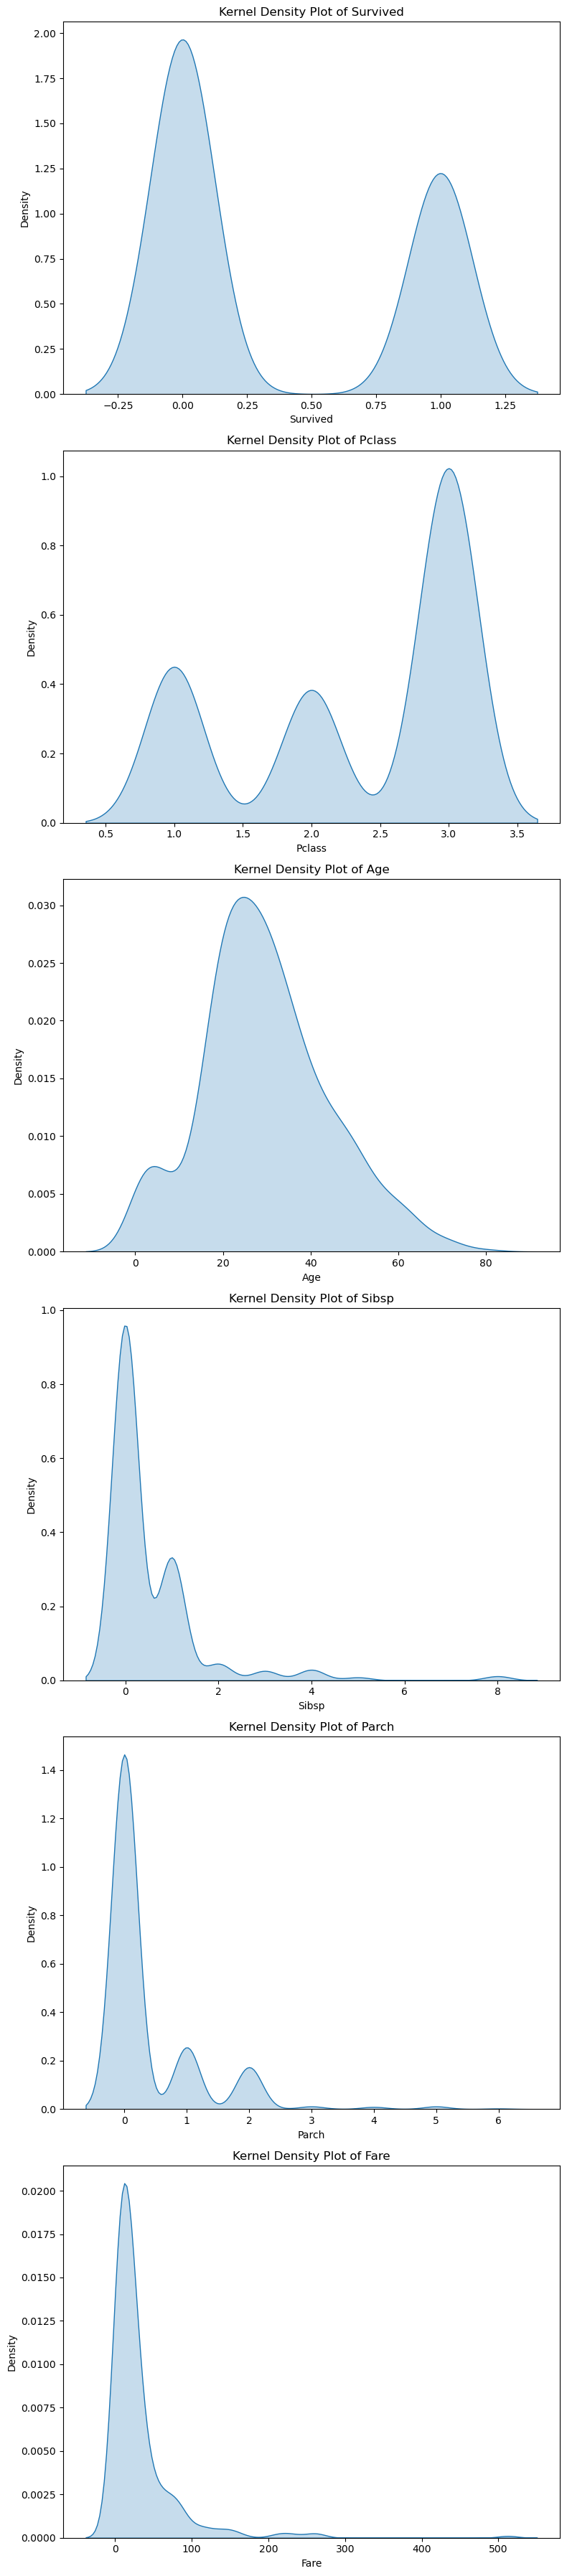 Kernel Density Plot of Survived
2.00
1.75
1.50
1.25
1.00
0.75
0.50
0.25
0.00
Density
−0.25 0.00 0.25 0.50 0.75 1.00 1.25
Survived
Kernel Density Plot of Pclass
1.0
0.8
0.6
0.4
0.2
0.0
Density
0.5 1.0 1.5 2.0 2.5 3.0 3.5
Pclass
Kernel Density Plot of Age
0.030
0.025
0.020
0.015
0.010
0.005
0.000
Density
0 20 40 60 80
Age
Kernel Density Plot of Sibsp
1.0
0.8
0.6
0.4
0.2
0.0
Density
0 2 4 6 8
Sibsp
Kernel Density Plot of Parch
1.4
1.2
1.0
0.8
0.6
0.4
0.2
0.0
Density
0 1 2 3 4 5 6
Parch
Kernel Density Plot of Fare
0.0200
0.0175
0.0150
0.0125
0.0100
0.0075
0.0050
0.0025
0.0000
Density
0 100 200 300 400 500
Fare